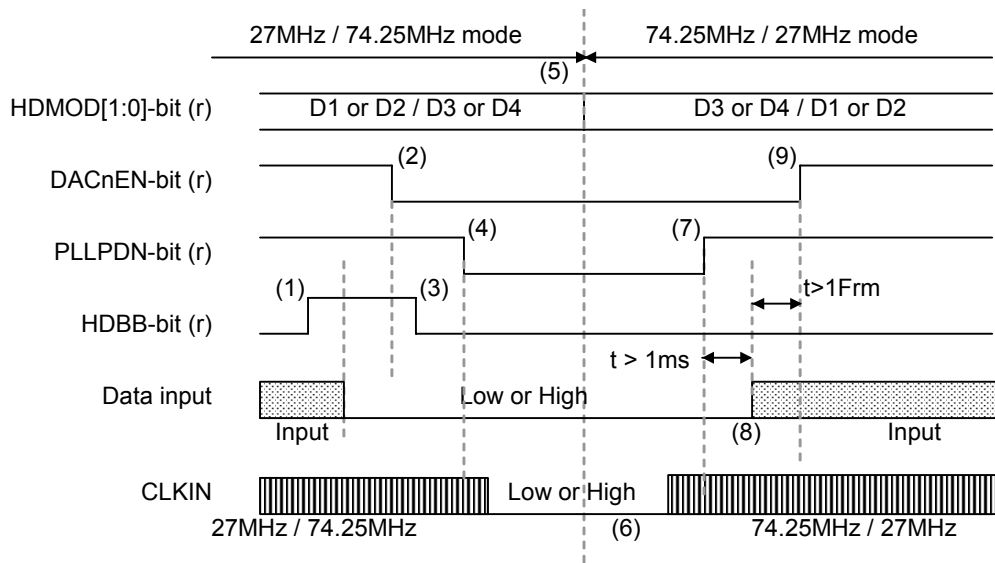 27MHz / 74.25MHz mode 74.25MHz / 27MHz mode
(5)
HDMOD[1:0]-bit (r) D1 or D2 / D3 or D4 D3 or D4 / D1 or D2
DACnEN-bit (r) (2) (9)
PLLPDN-bit (r) (4) (7)
HDBB-bit (r) (1) (3) t>1Frm
t > 1ms
Data input Low or High
Input (8) Input
CLKIN Low or High
27MHz / 74.25MHz (6) 74.25MHz / 27MHz